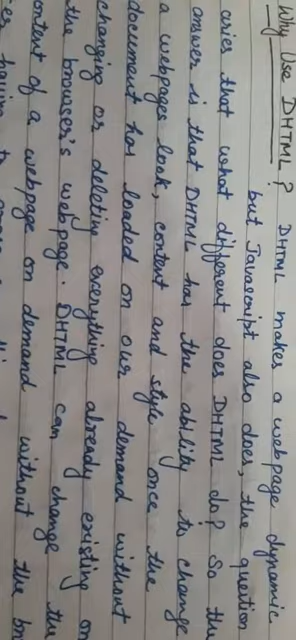 Why Use DHTML? DHTML makes a webpage dynamic
but Javascript also does, the question
aries that what different does DHTML do? So the
answer is that DHTML has the ability to change
a webpages look, content and style once the
document has loaded on our demand without
changing or deleting everything already existing on
the browser's webpage. DHTML can change the
ontent of a webpage on demand without the br